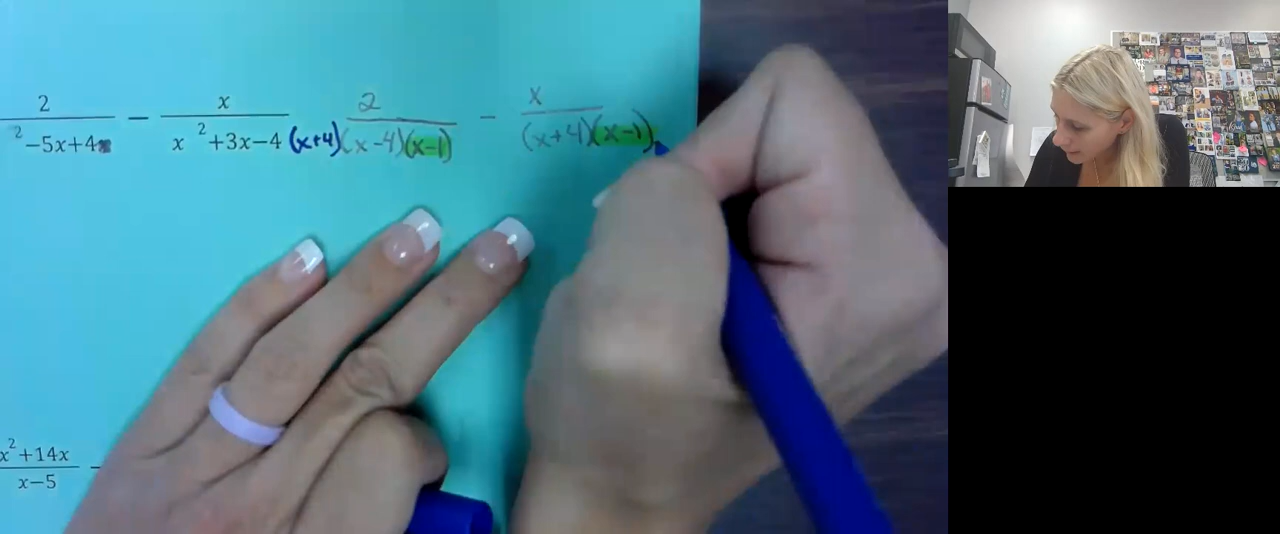 2/²-5x+4 - x/x²+3x-4 2/(x+4)(x-4)(x-1) - x/(x+4)(x-1)
x²+14x/x-5 -